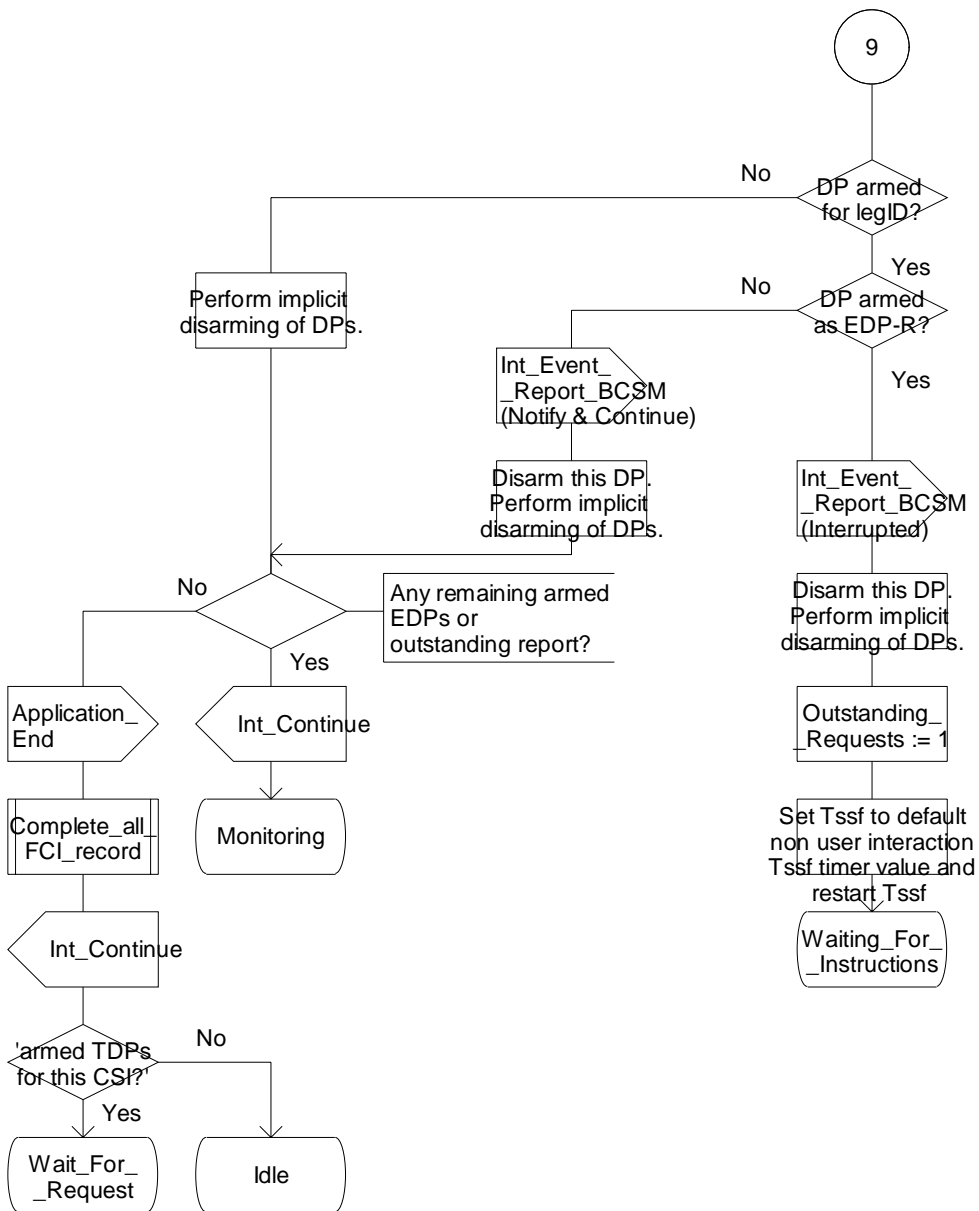 9
No
DP armed
for legID?
Yes
No
DP armed
as EDP-R?
Perform implicit
disarming of DPs.
Int_Event_
_Report_BCSM
(Notify & Continue)
Yes
Disarm this DP.
Perform implicit
disarming of DPs.
Int_Event_
_Report_BCSM
(Interrupted)
No
Any remaining armed
EDPs or
outstanding report?
Yes
Disarm this DP.
Perform implicit
disarming of DPs.
Application_
End
Int_Continue
Outstanding_
_Requests := 1
Complete_all_
FCI_record
Monitoring
Set Tssf to default
non user interaction
Tssf timer value and
restart Tssf
Int_Continue
Waiting_For_
_Instructions
'armed TDPs
for this CSI?'
No
Yes
Wait_For_
_Request
Idle